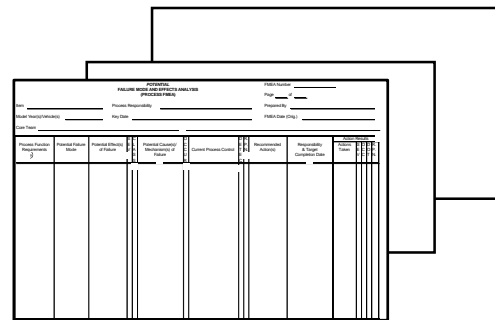 POTENTIAL
FAILURE MODE AND EFFECTS ANALYSIS
(PROCESS FMEA)
FMEA Number
Page of
Item
Process Responsibility
Prepared By
Model Year(s)/Vehicle(s)
Key Date
FMEA Date (Orig.)
Core Team
Action Results
Process Function
Requirements
Potential Failure
Mode
Potential Effect(s)
of Failure
Potential Cause(s)/
Mechanism(s) of
Failure
Current Process Control
Recommended
Action(s)
Responsibility
& Target
Completion Date
Actions
Taken